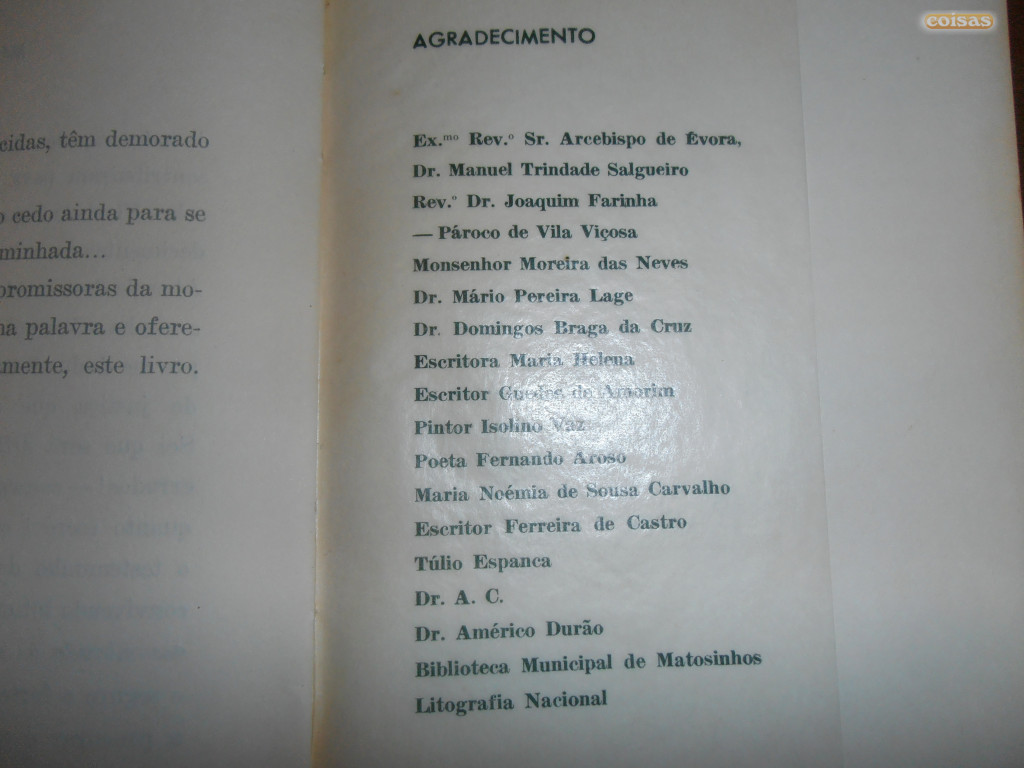 cidas, têm demorado
o cedo ainda para se
minhada...
promissoras da mo-
na palavra e ofere-
mente, este livro.
coisas
AGRADECIMENTO
Ex.mo Rev.º Sr. Arcebispo de Évora,
Dr. Manuel Trindade Salgueiro
Rev.º Dr. Joaquim Farinha
— Pároco de Vila Viçosa
Monsenhor Moreira das Neves
Dr. Mário Pereira Lage
Dr. Domingos Braga da Cruz
Escritora Maria Helena
Escritor Guedes de Amorim
Pintor Isolino Vaz
Poeta Fernando Aroso
Maria Noémia de Sousa Carvalho
Escritor Ferreira de Castro
Túlio Espanca
Dr. A. C.
Dr. Américo Durão
Biblioteca Municipal de Matosinhos
Litografia Nacional